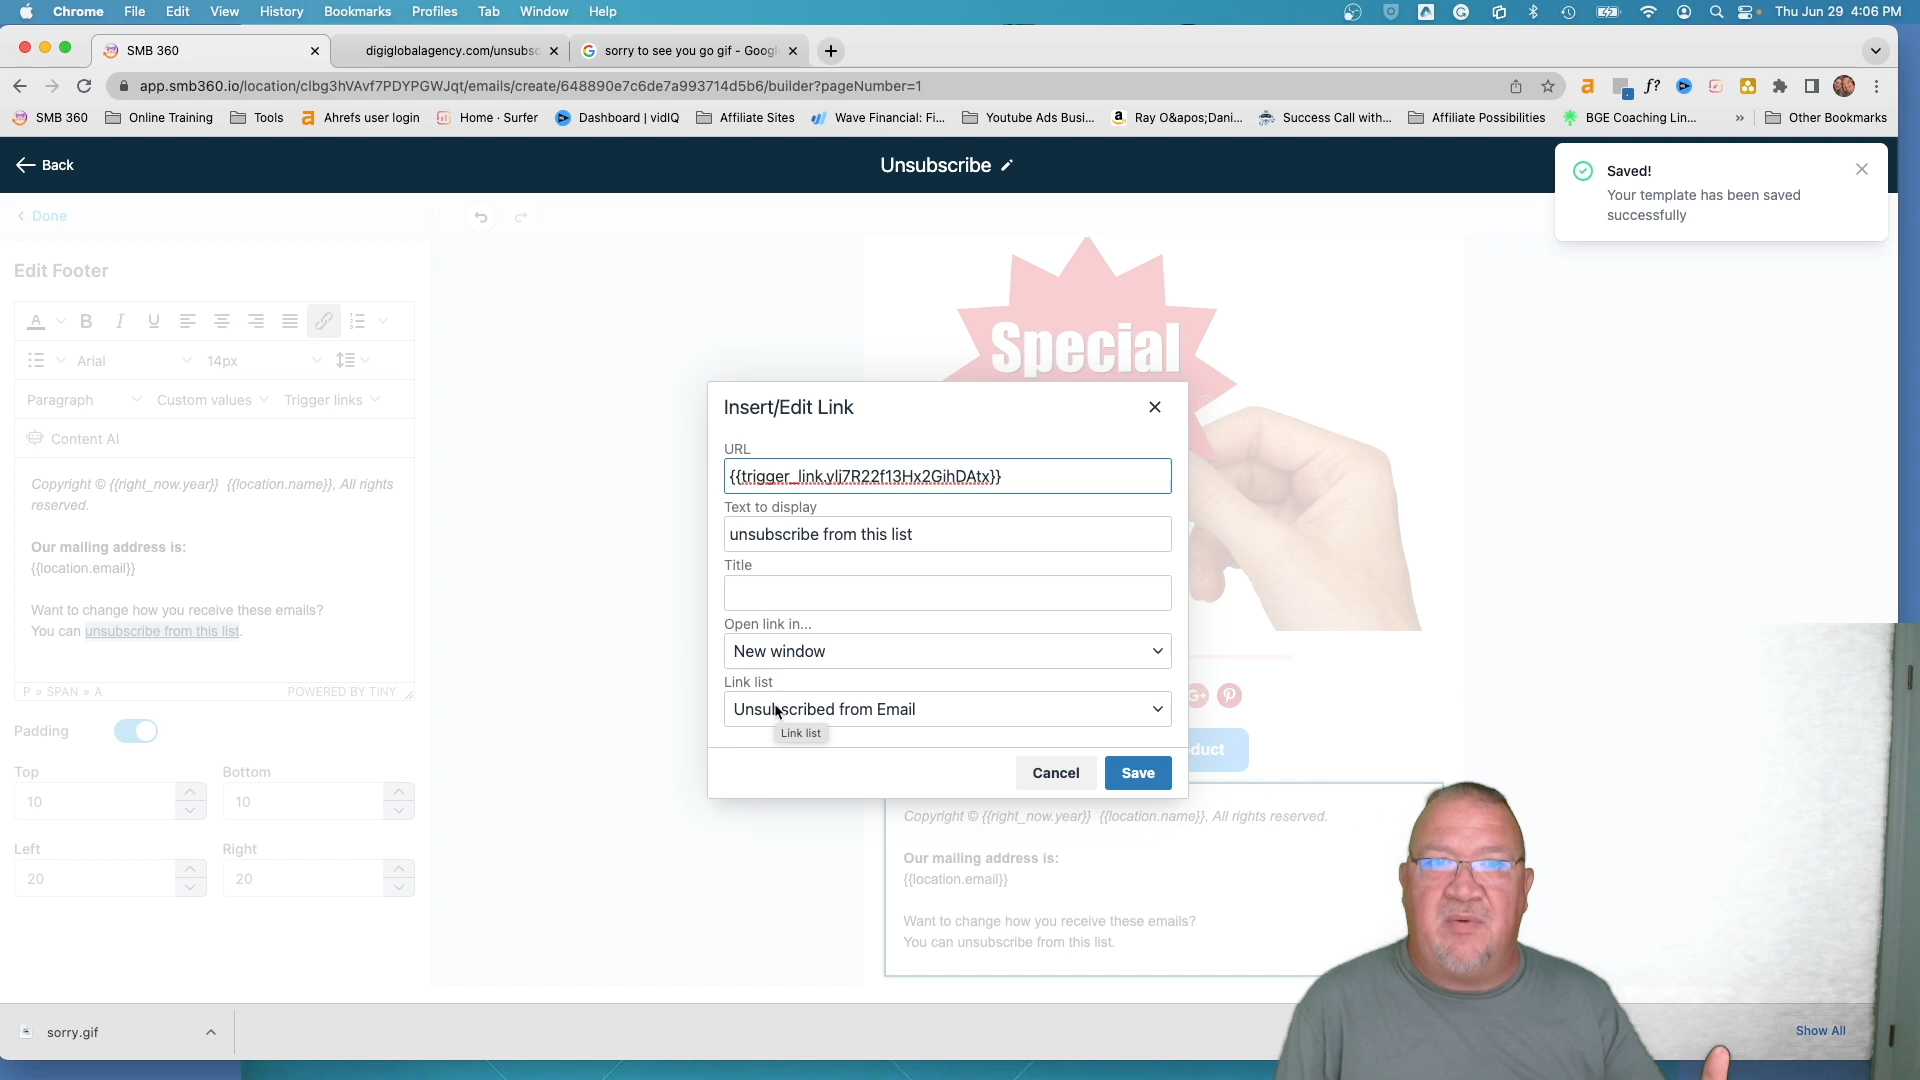 Chrome File Edit View History Bookmarks Profiles Tab Window Help
Thu Jun 29 4:06 PM
SMB 360
digiglobalagency.com/unsubsc
sorry to see you go gif - Googl
app.smb360.io/location/clbg3hVAvf7PDYPGWJqt/emails/create/648890e7c6de7a993714d5b6/builder?pageNumber=1
SMB 360 Online Training Tools Ahrefs user login Home · Surfer Dashboard | vidIQ Affiliate Sites Wave Financial: Fi... Youtube Ads Busi... Ray O&apos;Dani... Success Call with... Affiliate Possibilities BGE Coaching Lin... » Other Bookmarks
Back
Unsubscribe
Saved!
Your template has been saved
successfully
Done
Edit Footer
Arial 14px
Paragraph Custom values Trigger links
Content AI
Copyright © {{right_now.year}} {{location.name}}, All rights
reserved.
Our mailing address is:
{{location.email}}
Want to change how you receive these emails?
You can unsubscribe from this list.
P » SPAN » A POWERED BY TINY
Padding
Top Bottom
10 10
Left Right
20 20
Special
Insert/Edit Link
URL
{{trigger_link.ylj7R22f13Hx2GihDAtx}}
Text to display
unsubscribe from this list
Title
Open link in...
New window
Link list
Unsubscribed from Email
Link list
Cancel Save
duct
Copyright © {{right_now.year}} {{location.name}}, All rights reserved.
Our mailing address is:
{{location.email}}
Want to change how you receive these emails?
You can unsubscribe from this list.
sorry.gif
Show All